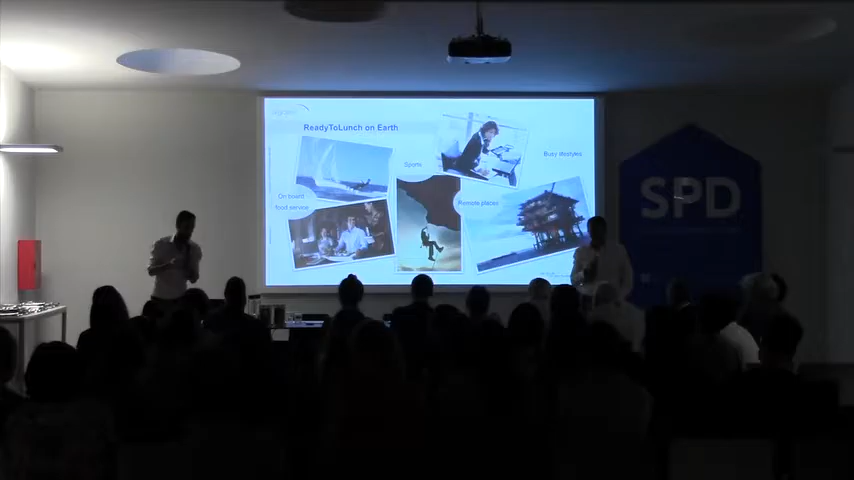 ReadyToLunch on Earth
Sports
Busy lifestyles
On board
food service
Remote places
SPD